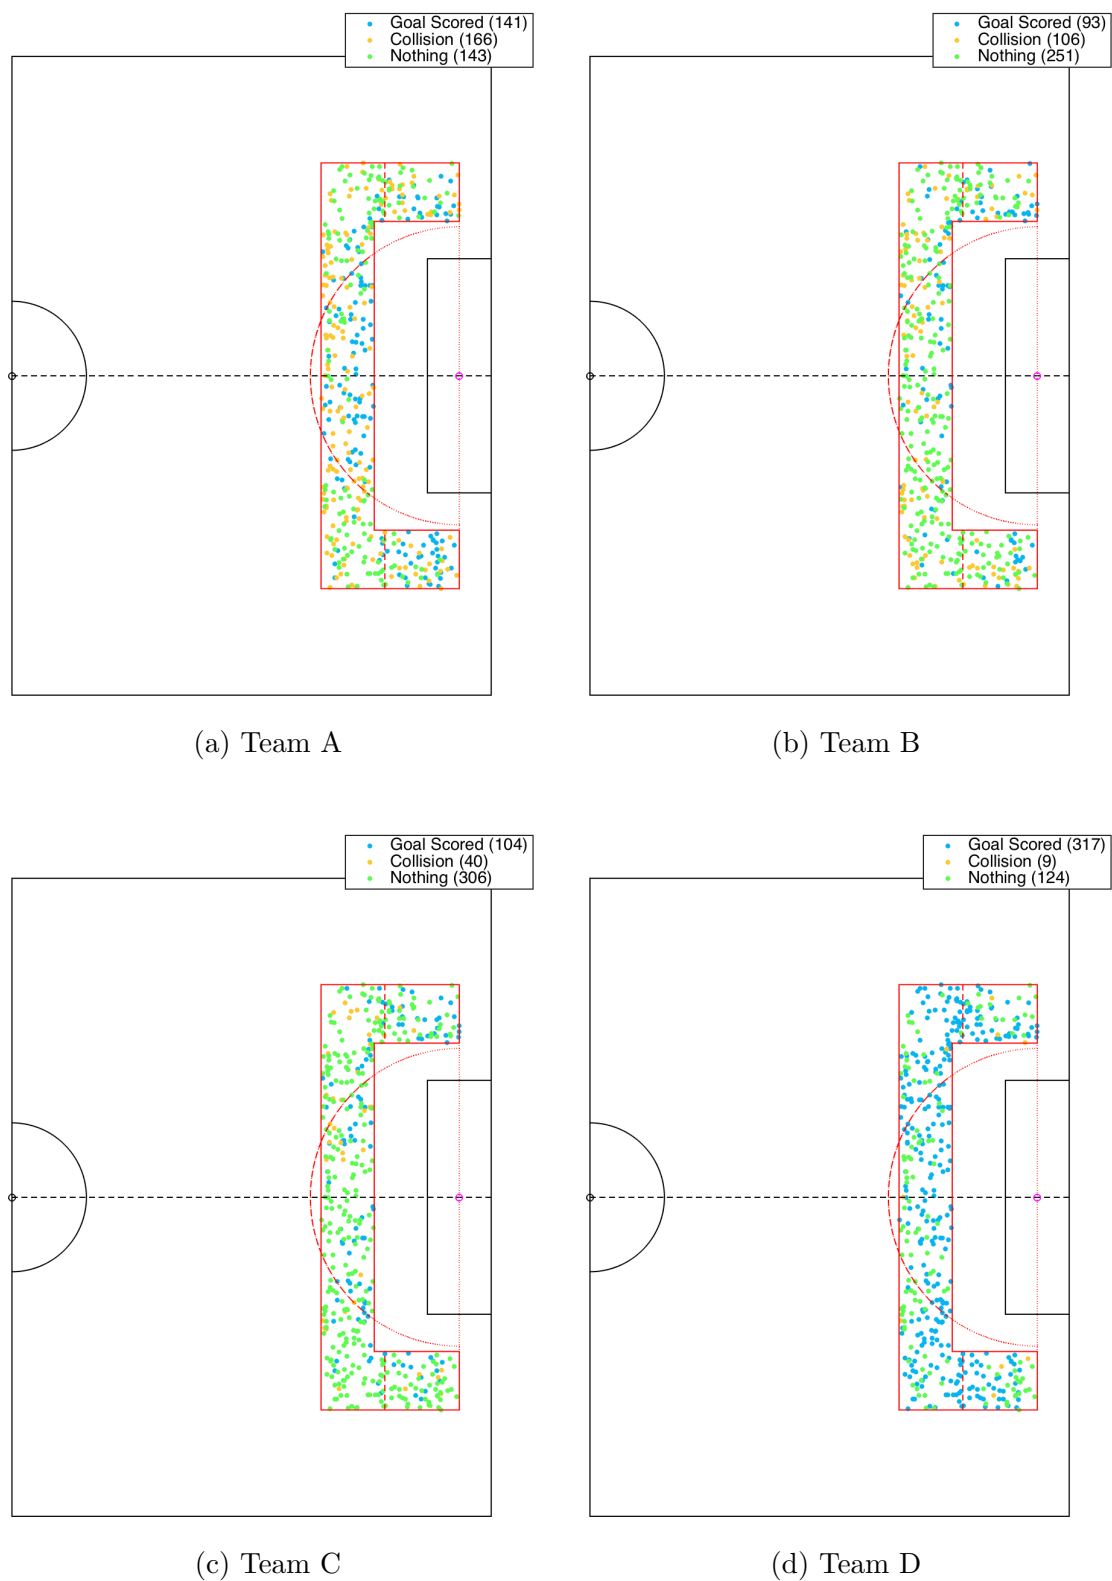 Goal Scored (141)
Collision (166)
Nothing (143)
Goal Scored (93)
Collision (106)
Nothing (251)
(a) Team A
(b) Team B
Goal Scored (104)
Collision (40)
Nothing (306)
Goal Scored (317)
Collision (9)
Nothing (124)
(c) Team C
(d) Team D